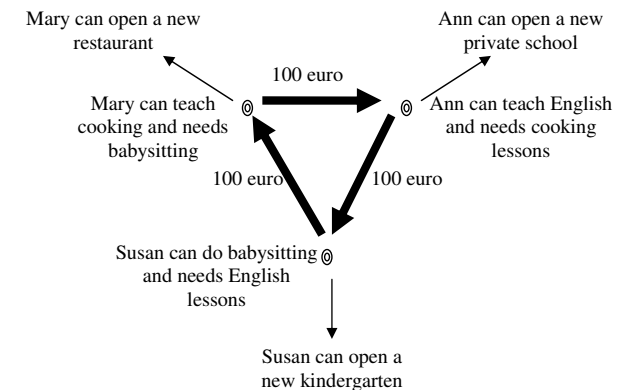 Mary can open a new
restaurant
Ann can open a new
private school
100 euro
Mary can teach
cooking and needs
babysitting
Ann can teach English
and needs cooking
lessons
100 euro
100 euro
Susan can do babysitting
and needs English
lessons
Susan can open a
new kindergarten